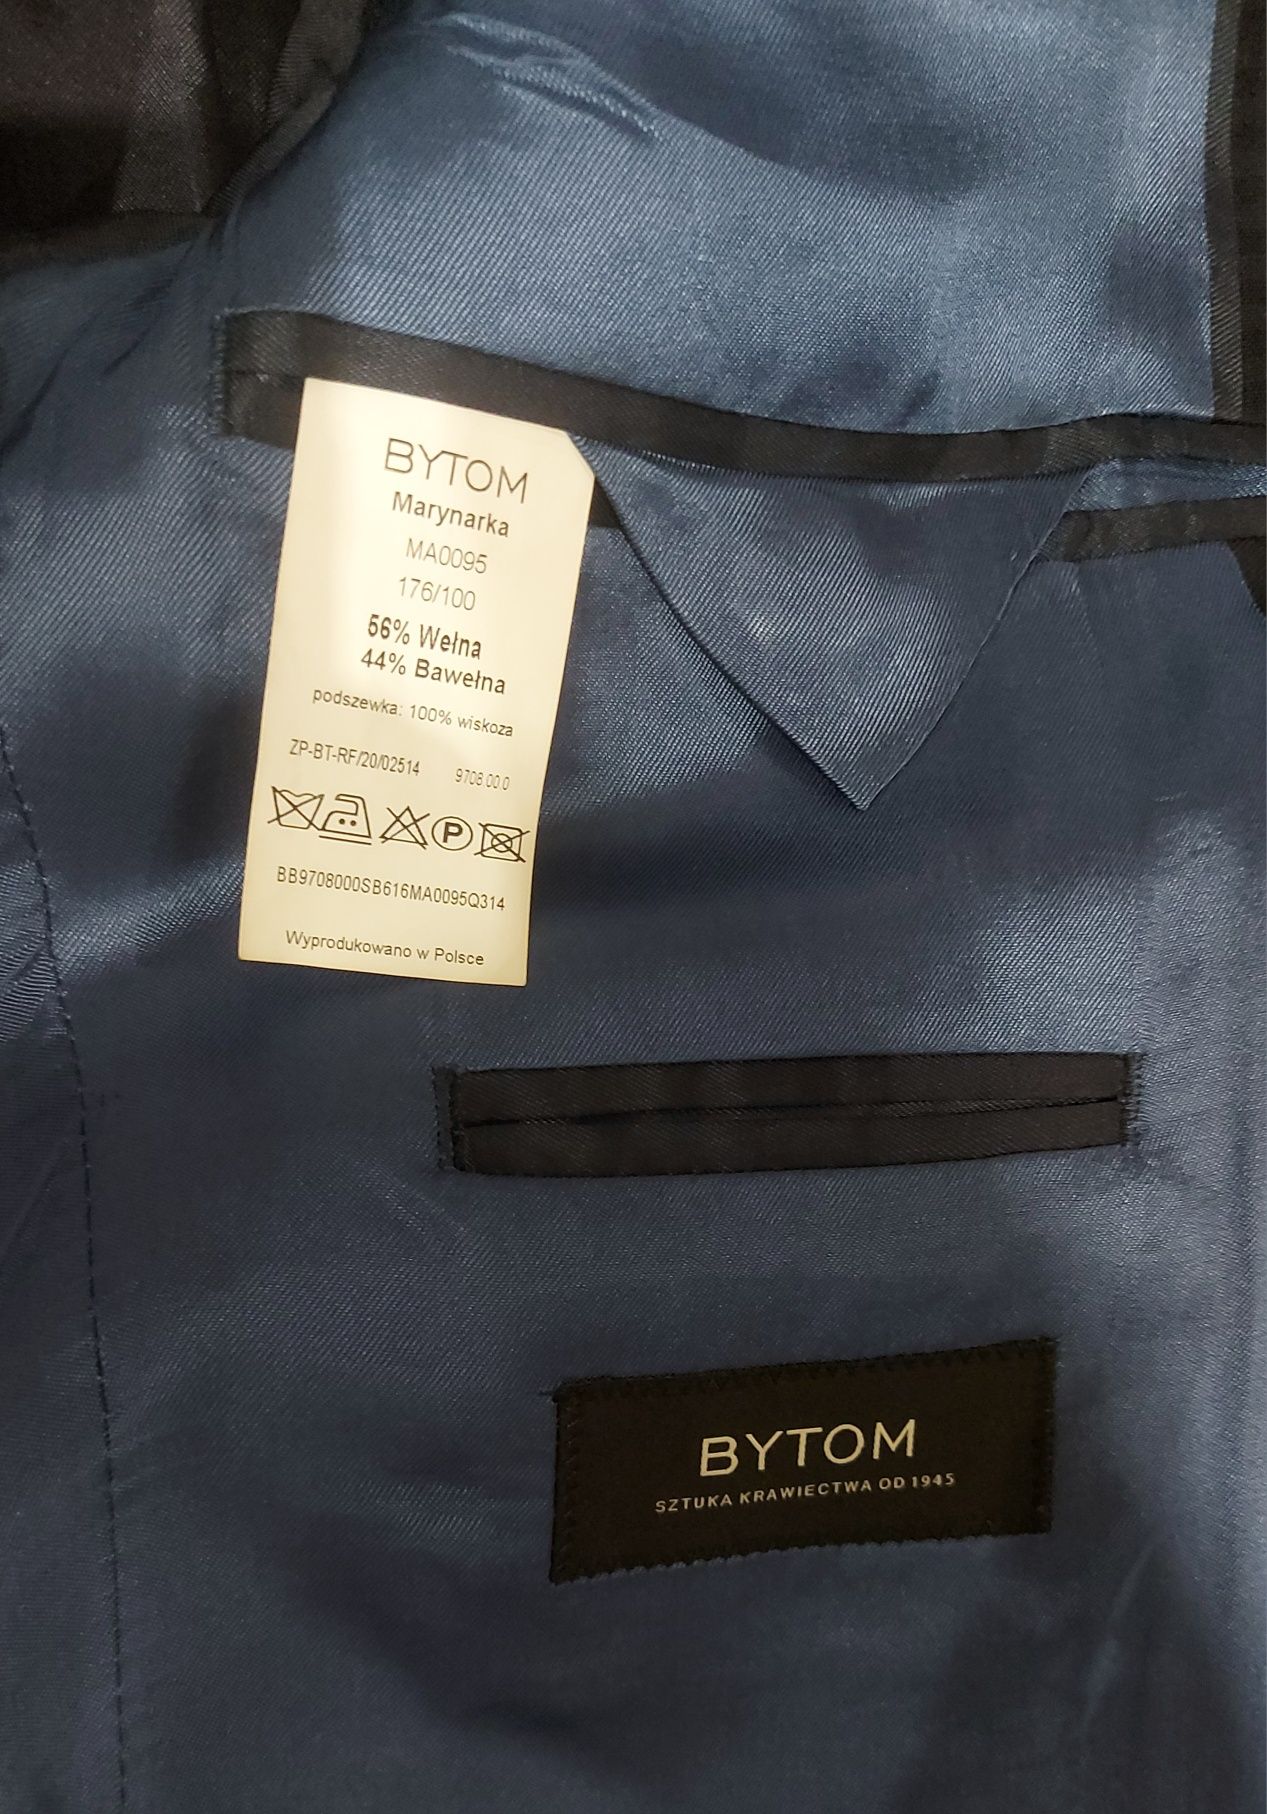 BYTOM
Marynarka
MA0095
176/100
56% Wełna
44% Bawełna
podszewka: 100% wiskoza
ZP-BT-RF/20/02514 9708.00.0
P
BB9708000SB616MA0095Q314
Wyprodukowano w Polsce
BYTOM
SZTUKA KRAWIECTWA OD 1945